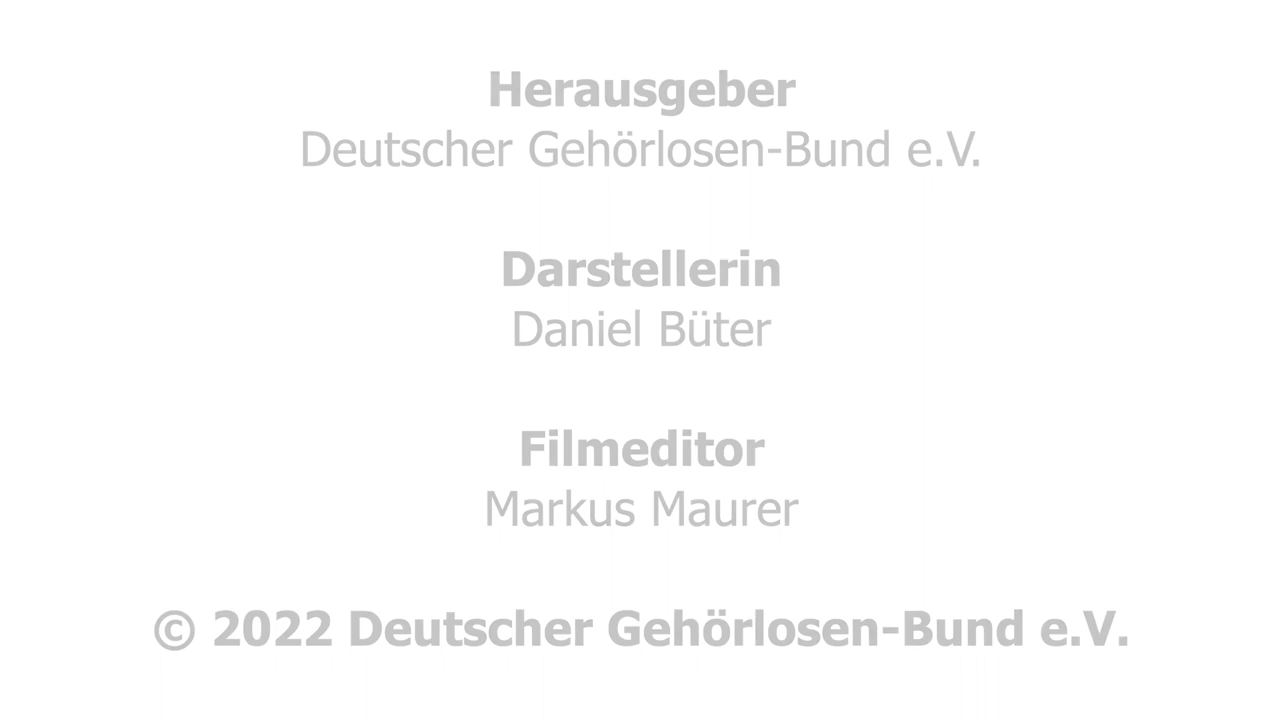 Herausgeber
Deutscher Gehörlosen-Bund e.V.
Darstellerin
Daniel Büter
Filmeditor
Markus Maurer
© 2022 Deutscher Gehörlosen-Bund e.V.